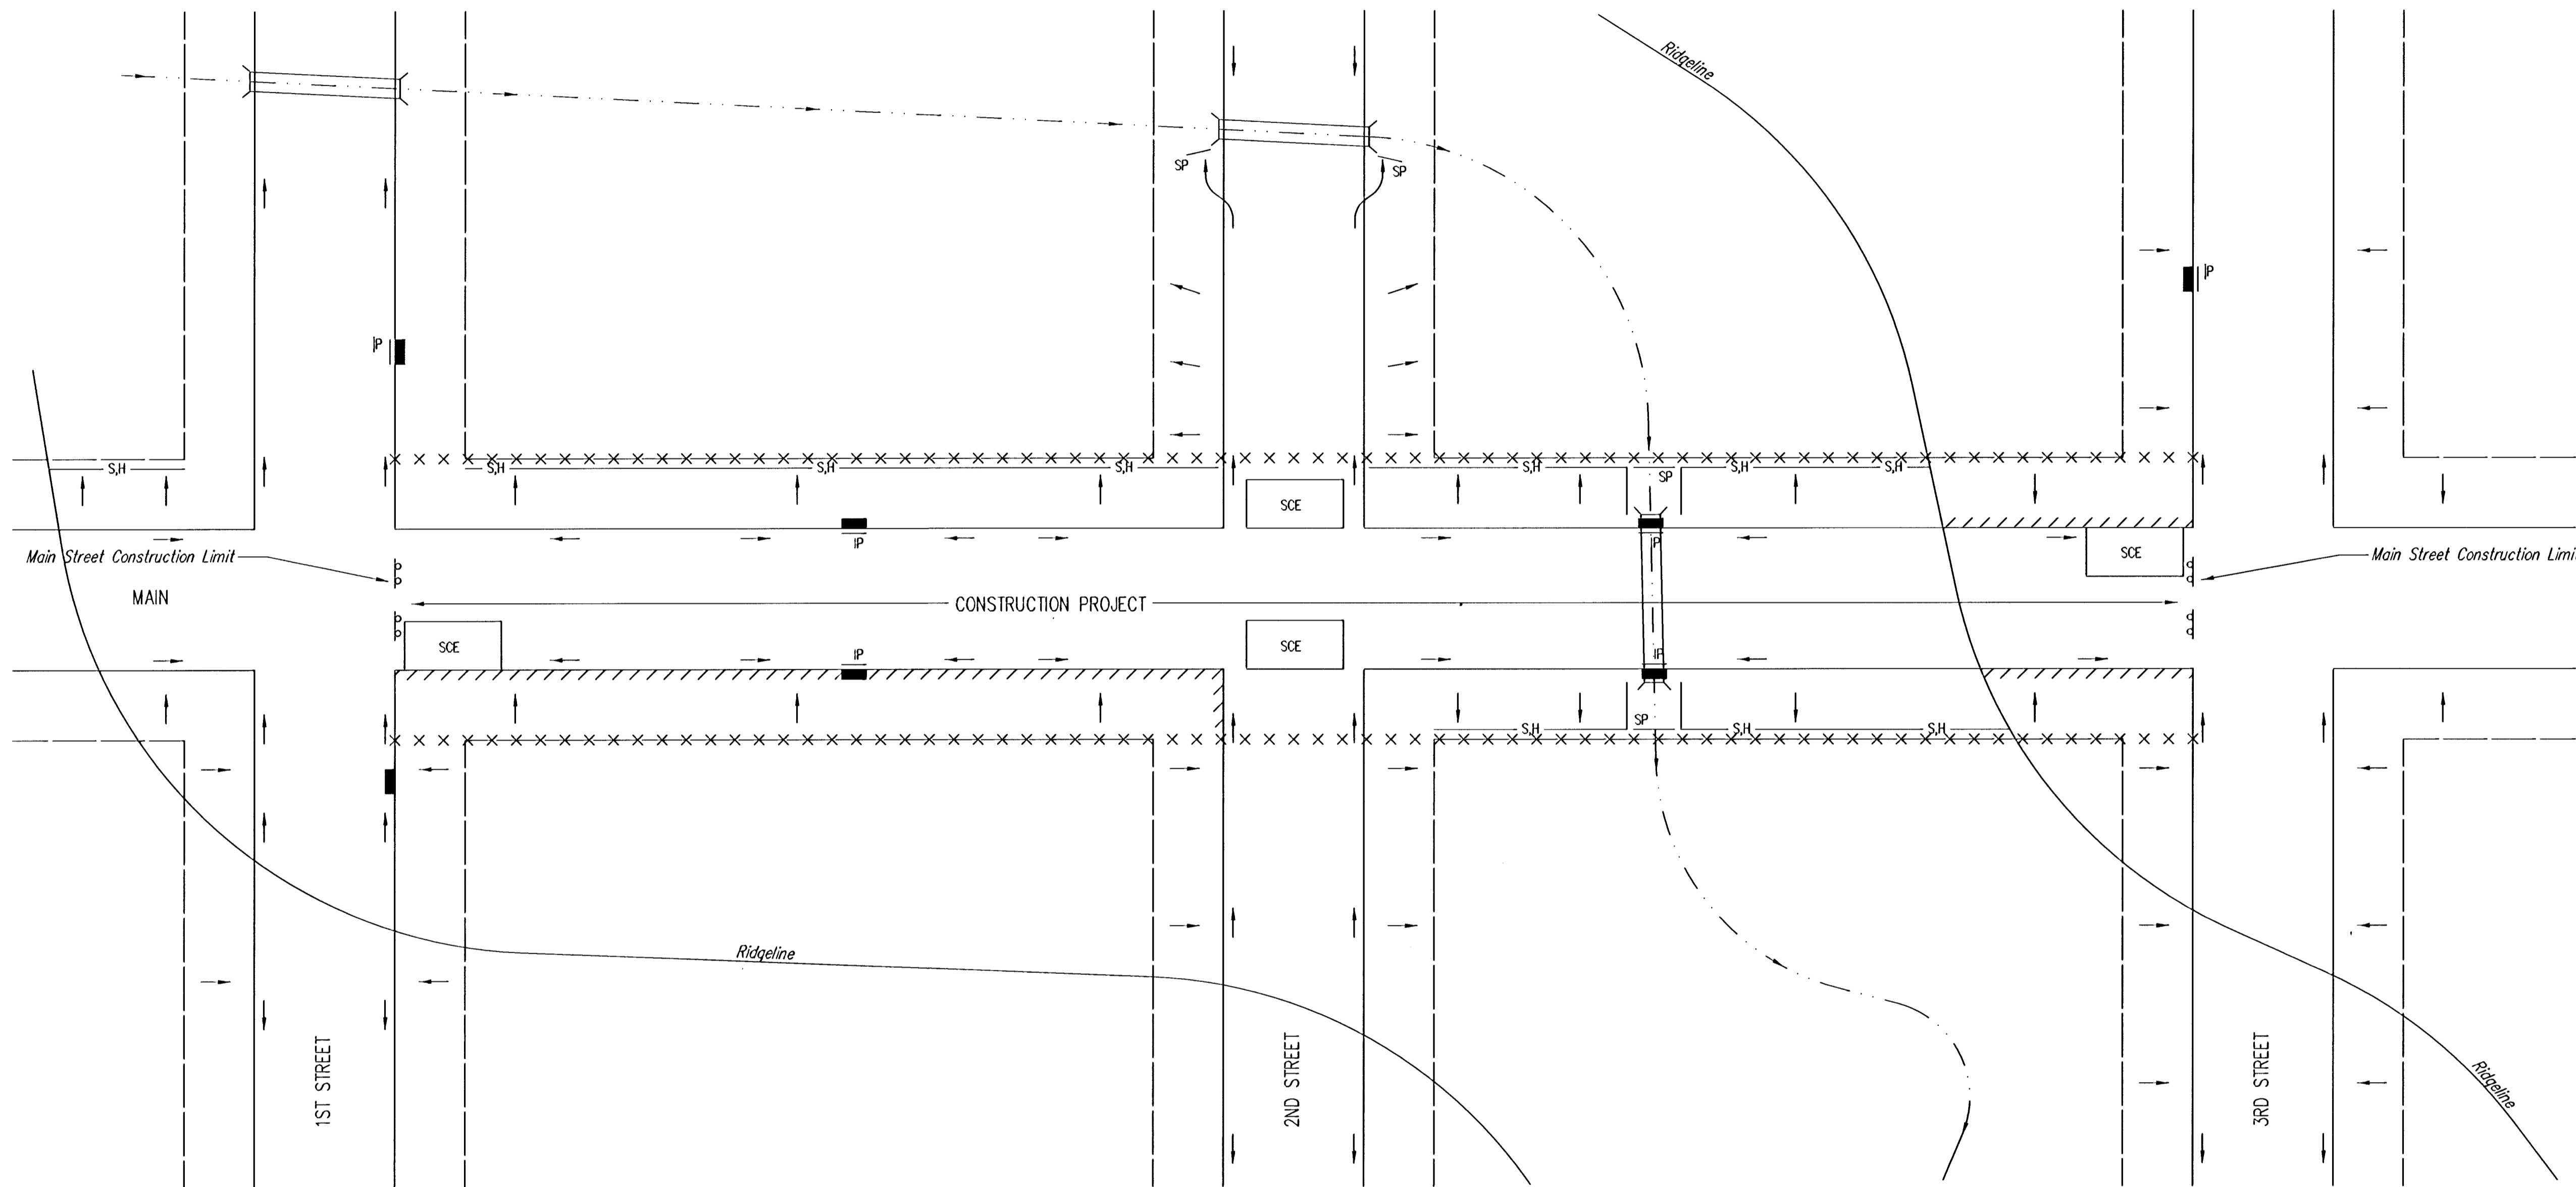 Ridgeline
SP
SP
IP
IP
S,H
S,H
S,H
S,H
S,H
SP
S,H
S,H
SCE
IP
IP
SCE
Main Street Construction Limit
Main Street Construction Limi
MAIN
CONSTRUCTION PROJECT
SCE
SCE
IP
IP
S,H
SP
S,H
S,H
Ridgeline
1ST STREET
2ND STREET
3RD STREET
Ridgeline